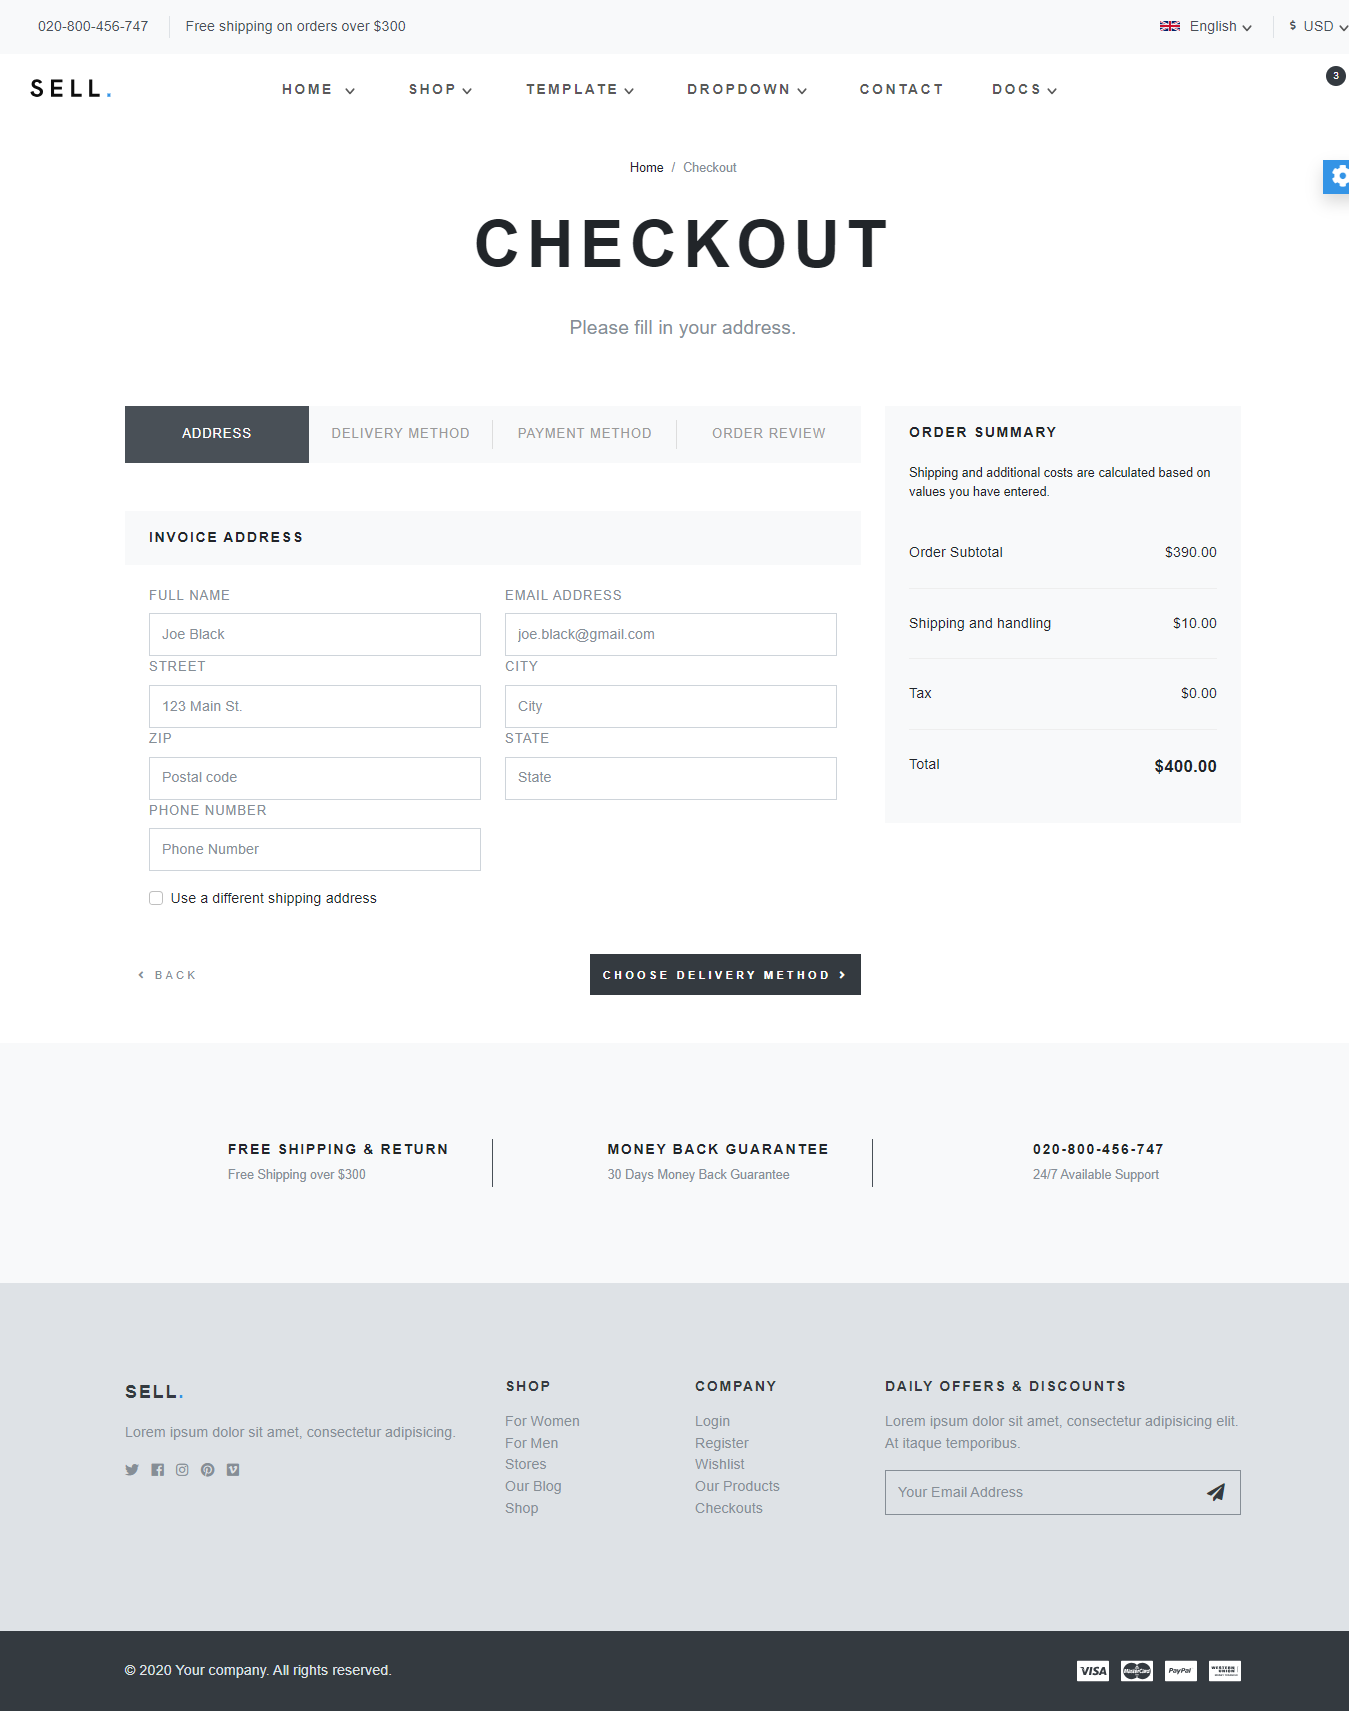 020-800-456-747
Free shipping on orders over $300
English
$ USD
SELL.
HOME
SHOP
TEMPLATE
DROPDOWN
CONTACT
DOCS
3
Home / Checkout
CHECKOUT
Please fill in your address.
ADDRESS
DELIVERY METHOD
PAYMENT METHOD
ORDER REVIEW
INVOICE ADDRESS
FULL NAME
EMAIL ADDRESS
Joe Black
joe.black@gmail.com
STREET
CITY
123 Main St.
City
ZIP
STATE
Postal code
State
PHONE NUMBER
Phone Number
Use a different shipping address
BACK
CHOOSE DELIVERY METHOD
ORDER SUMMARY
Shipping and additional costs are calculated based on
values you have entered.
Order Subtotal $390.00
Shipping and handling $10.00
Tax $0.00
Total $400.00
FREE SHIPPING & RETURN
Free Shipping over $300
MONEY BACK GUARANTEE
30 Days Money Back Guarantee
020-800-456-747
24/7 Available Support
SELL.
Lorem ipsum dolor sit amet, consectetur adipisicing.
SHOP
For Women
For Men
Stores
Our Blog
Shop
COMPANY
Login
Register
Wishlist
Our Products
Checkouts
DAILY OFFERS & DISCOUNTS
Lorem ipsum dolor sit amet, consectetur adipisicing elit.
At itaque temporibus.
Your Email Address
© 2020 Your company. All rights reserved.
VISA
MasterCard
PayPal
WESTERN
UNION